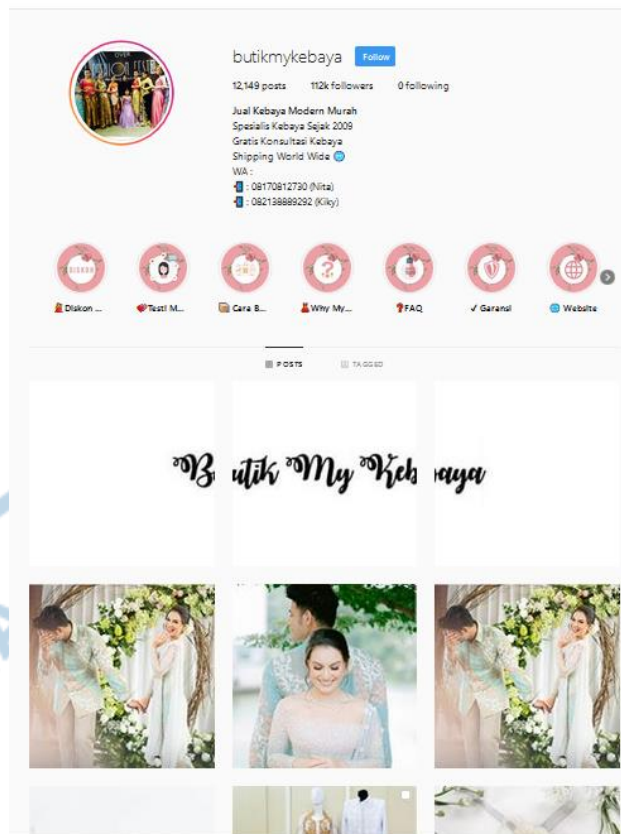 butikmykebaya Follow
12,149 posts 112k followers 0 following
Jual Kebaya Modern Murah
Spesialis Kebaya Sejak 2009
Gratis Konsultasi Kebaya
Shipping World Wide
WA :
: 08170812730 (Nita)
: 082138889292 (Kiky)
DISKON
Diskon ... Testi M... Cara B... Why My... FAQ ✓ Garansi Website
POSTS TAGGED
Butik My Kebaya